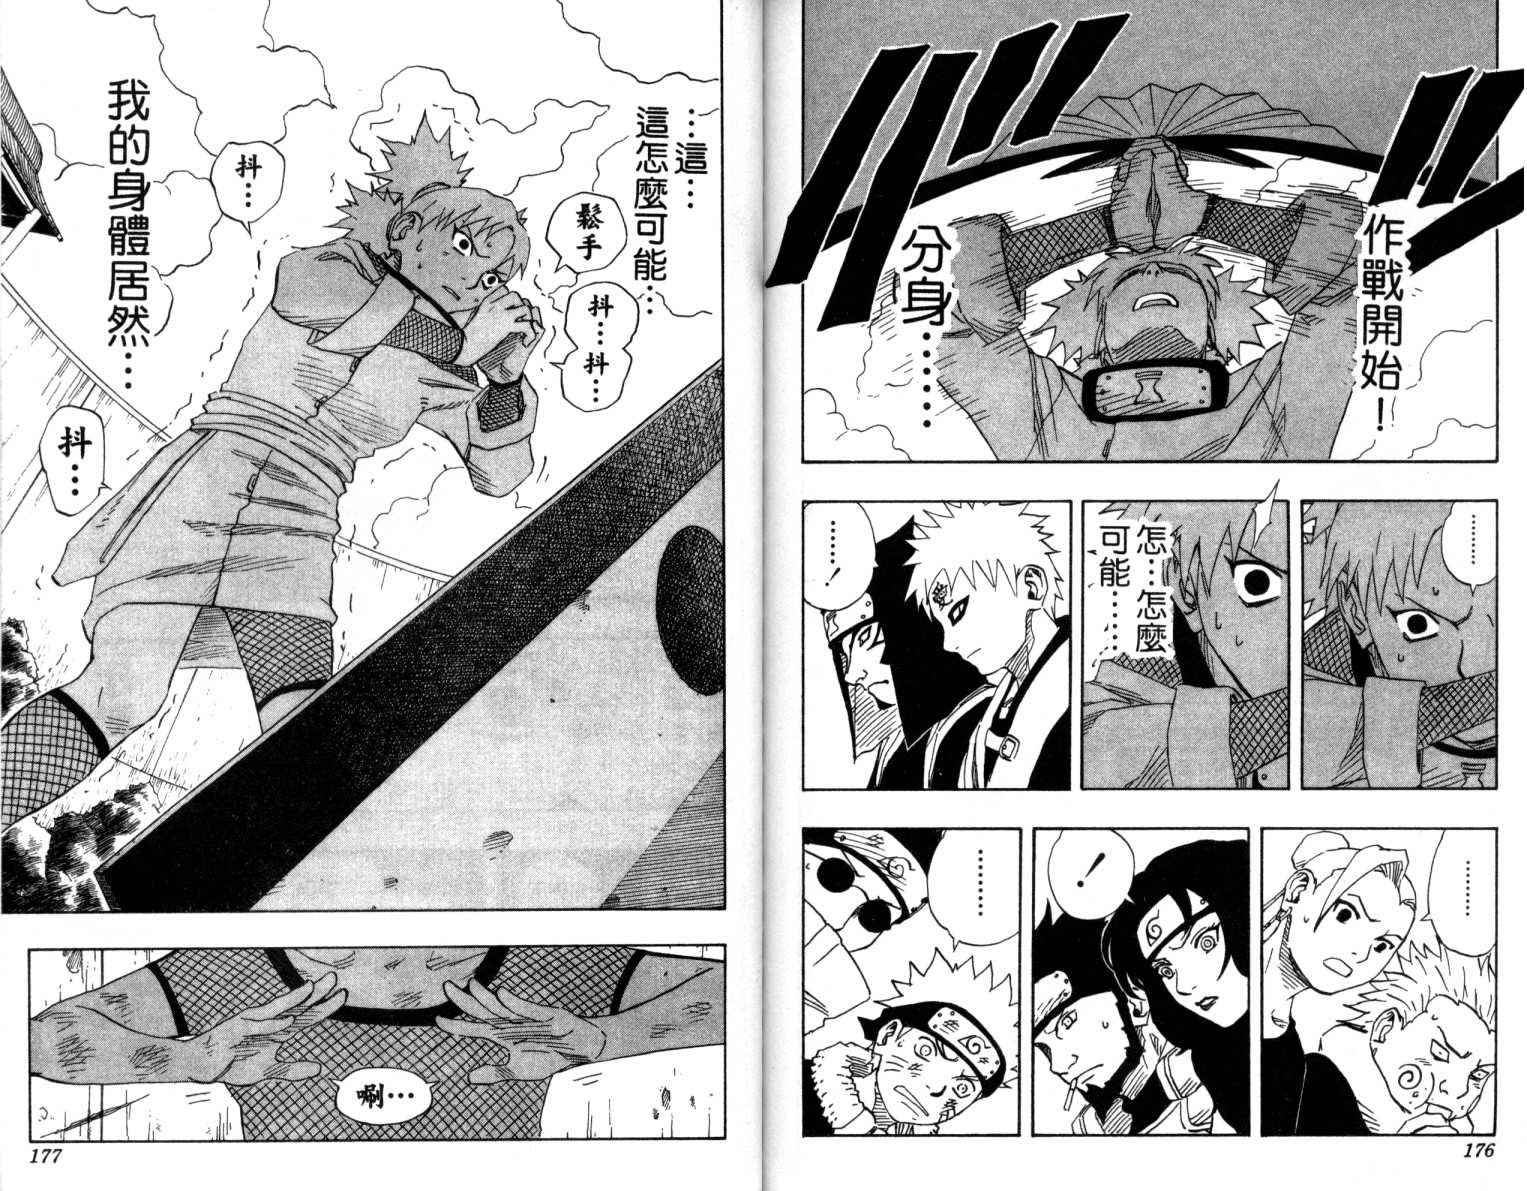 作戰開始！
分身……
……
怎…怎麼
可能……
……！
……
！
……
176
…這…
這怎麼可能…
鬆手
抖…抖…
抖…
我的身體居然…
抖…
唰…
177